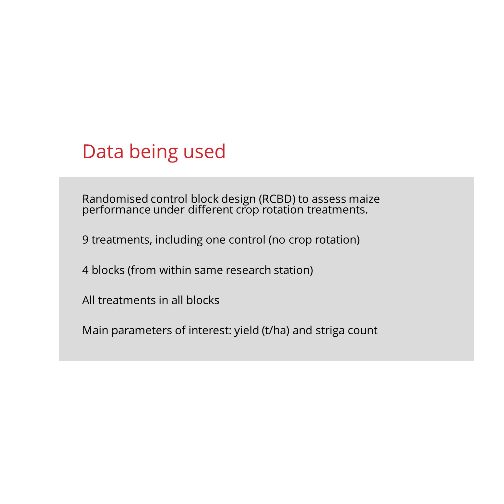 Data being used
Randomised control block design (RCBD) to assess maize
performance under different crop rotation treatments.
9 treatments, including one control (no crop rotation)
4 blocks (from within same research station)
All treatments in all blocks
Main parameters of interest: yield (t/ha) and striga count